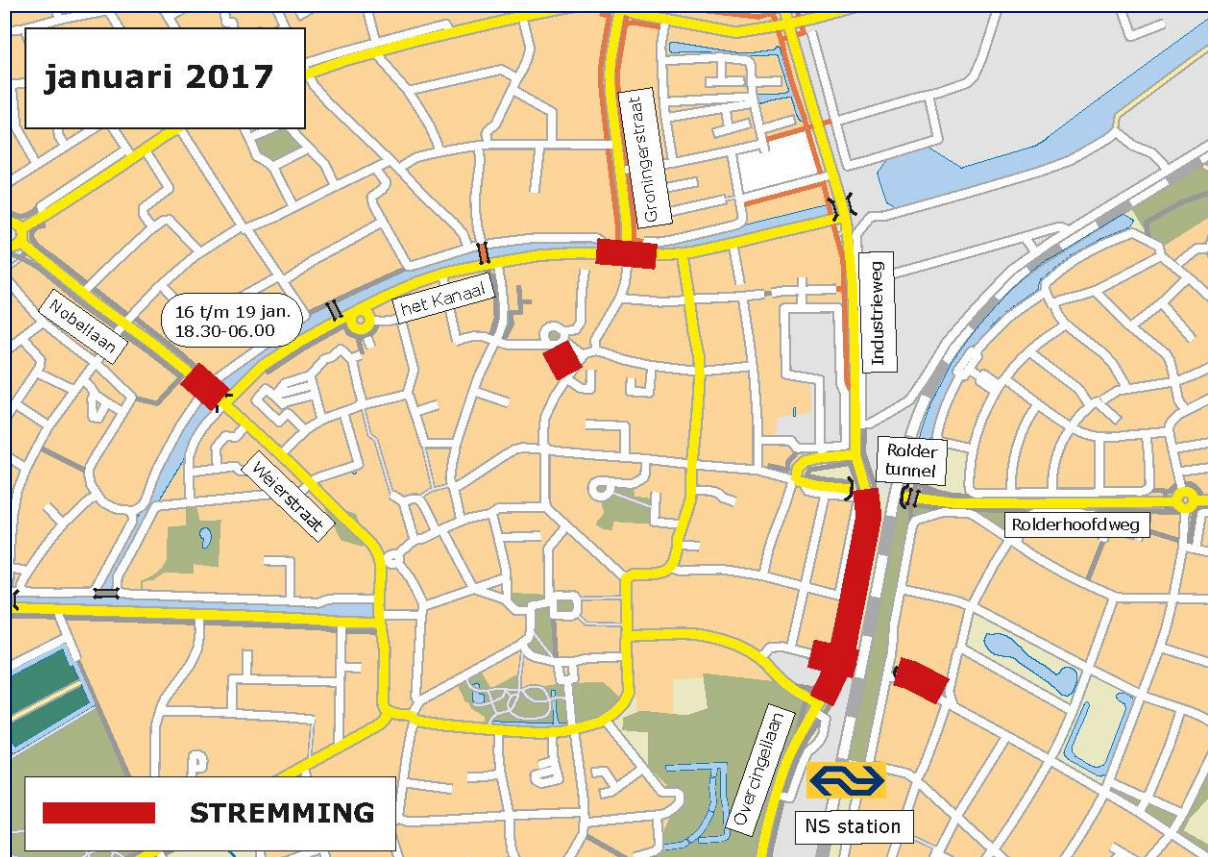 januari 2017
Groningerstraat
Nobellaan
16 t/m 19 jan.
18.30-06.00
het Kanaal
Industrieweg
Rolder
tunnel
Weierstraat
Rolderhoofdweg
Overcingellaan
NS station
STREMMING